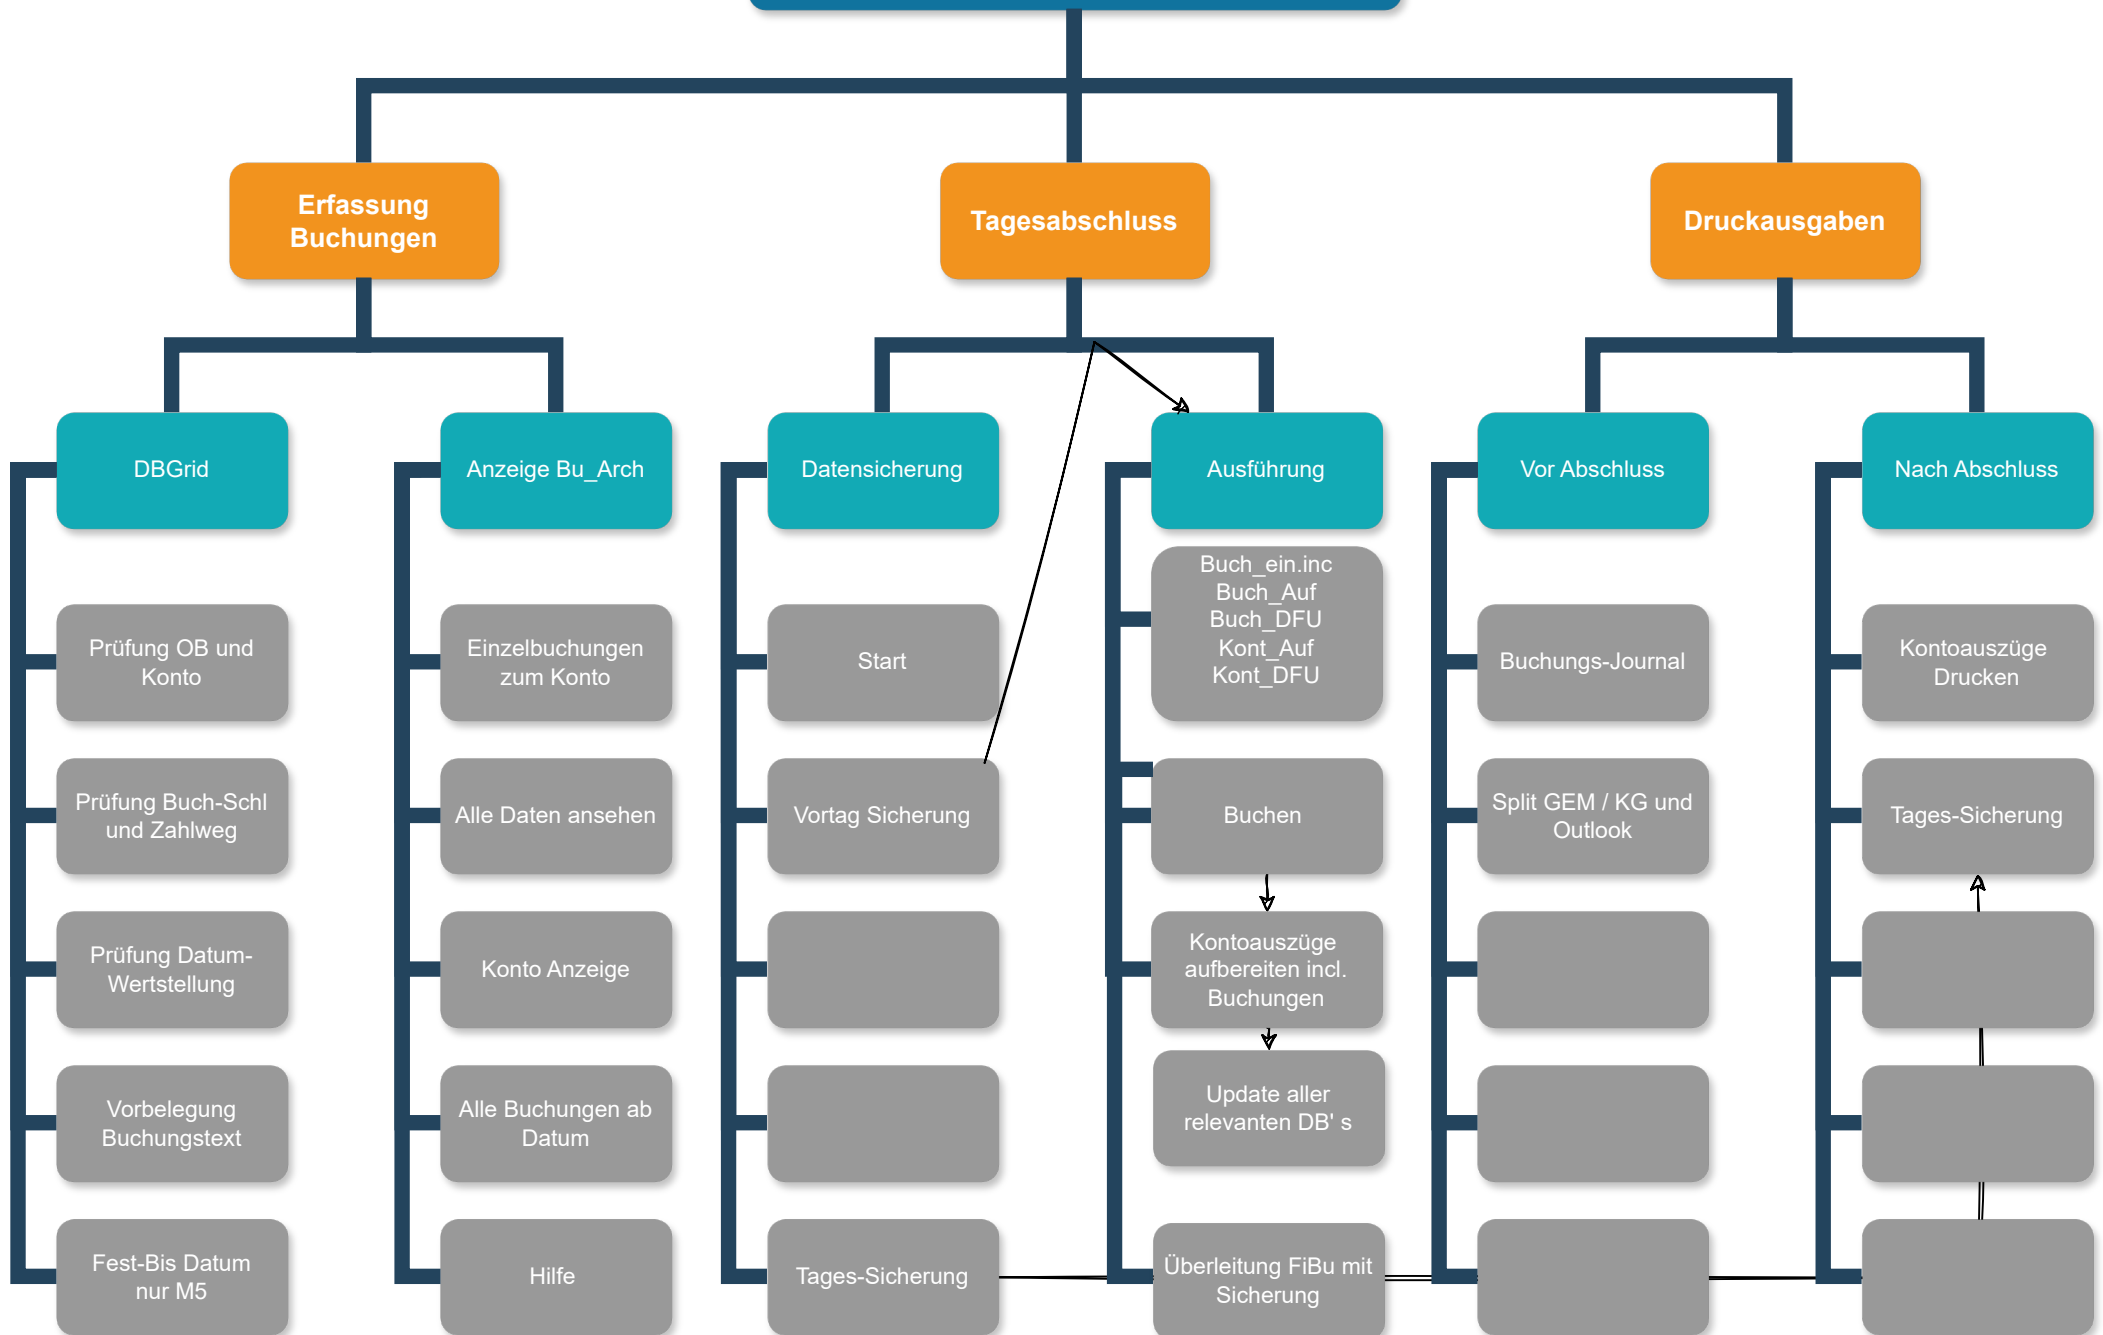 Erfassung
Buchungen
Tagesabschluss
Druckausgaben
DBGrid
Anzeige Bu_Arch
Datensicherung
Ausführung
Vor Abschluss
Nach Abschluss
Prüfung OB und
Konto
Prüfung Buch-Schl
und Zahlweg
Prüfung Datum-
Wertstellung
Vorbelegung
Buchungstext
Fest-Bis Datum
nur M5
Einzelbuchungen
zum Konto
Alle Daten ansehen
Konto Anzeige
Alle Buchungen ab
Datum
Hilfe
Start
Vortag Sicherung
Tages-Sicherung
Buch_ein.inc
Buch_Auf
Buch_DFU
Kont_Auf
Kont_DFU
Buchen
Kontoauszüge
aufbereiten incl.
Buchungen
Update aller
relevanten DB' s
Überleitung FiBu mit
Sicherung
Buchungs-Journal
Split GEM / KG und
Outlook
Kontoauszüge
Drucken
Tages-Sicherung